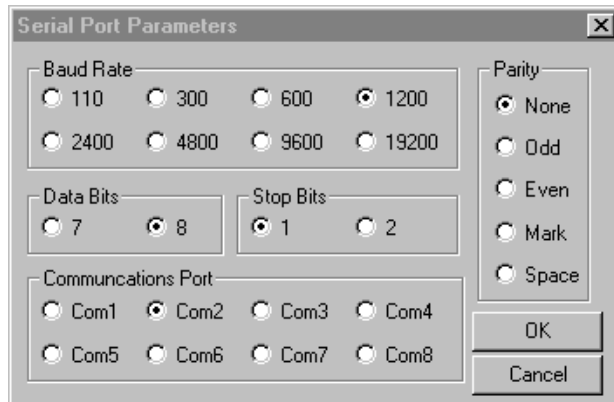 Serial Port Parameters
Baud Rate
110 300 600 1200
2400 4800 9600 19200
Data Bits
7 8
Stop Bits
1 2
Communcations Port
Com1 Com2 Com3 Com4
Com5 Com6 Com7 Com8
Parity
None
Odd
Even
Mark
Space
OK
Cancel